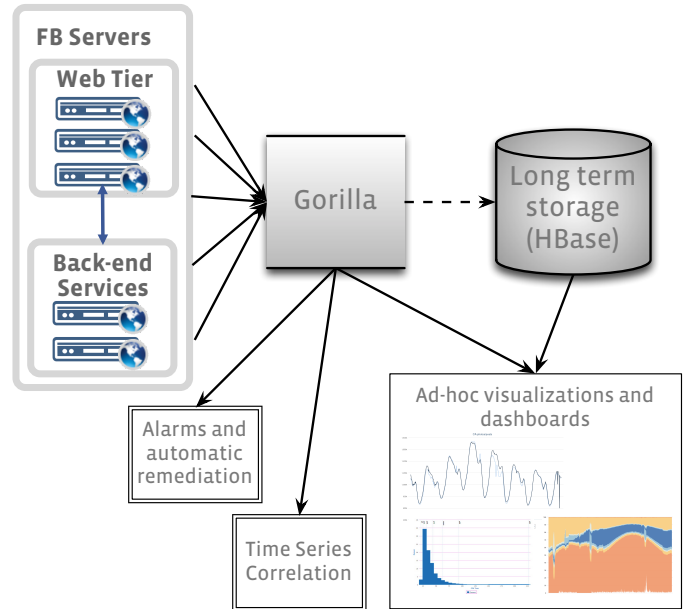 FB Servers
Web Tier
Back-end
Services
Gorilla
Long term
storage
(HBase)
Alarms and
automatic
remediation
Time Series
Correlation
Ad-hoc visualizations and
dashboards